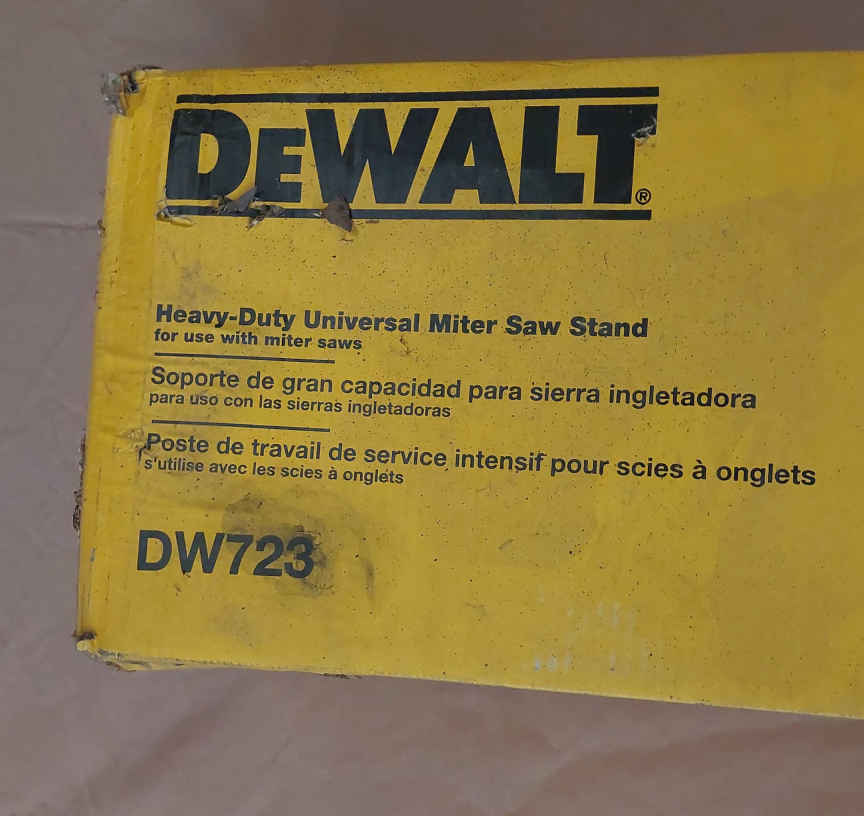 DEWALT®
Heavy-Duty Universal Miter Saw Stand
for use with miter saws
Soporte de gran capacidad para sierra ingletadora
para uso con las sierras ingletadoras
Poste de travail de service intensif pour scies à onglets
s'utilise avec les scies à onglets
DW723